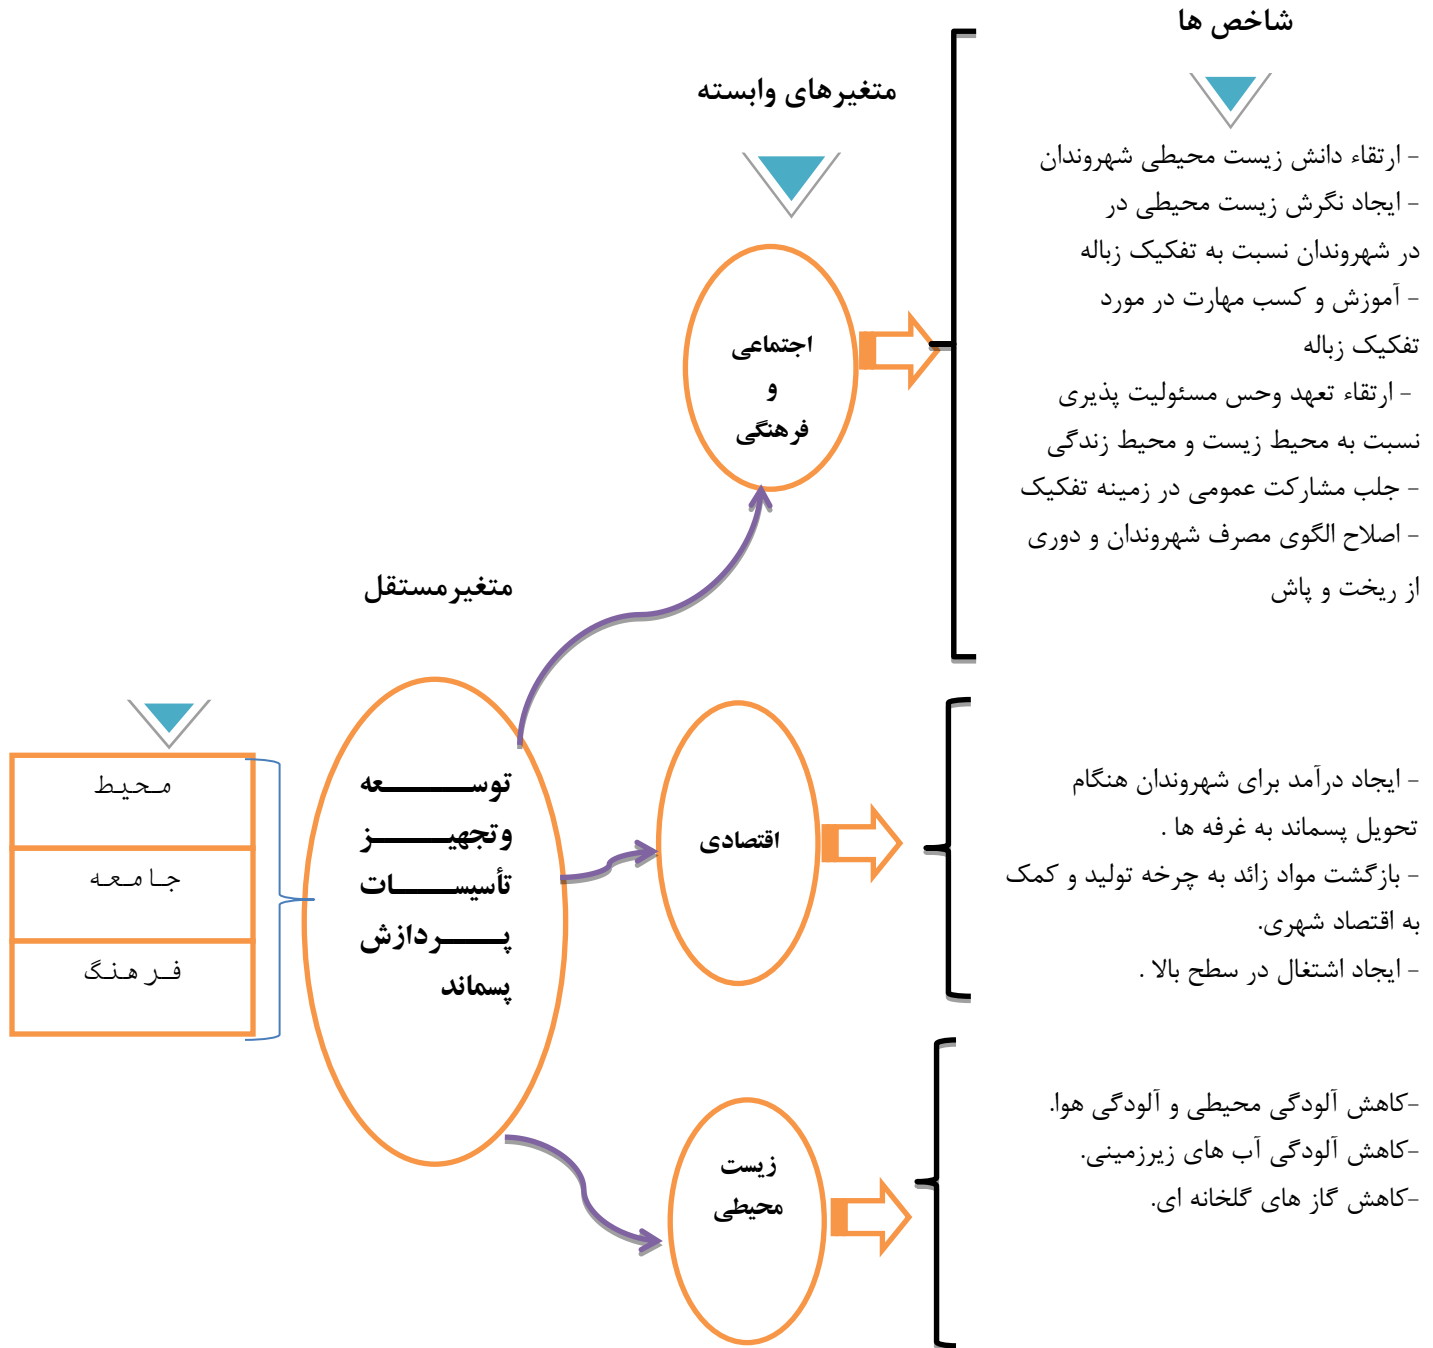 شاخص ها
- ارتقاء دانش زیست محیطی شهروندان
- ایجاد نگرش زیست محیطی در
در شهروندان نسبت به تفکیک زباله
- آموزش و کسب مهارت در مورد
تفکیک زباله
- ارتقاء تعهد وحس مسئولیت پذیری
نسبت به محیط زیست و محیط زندگی
- جلب مشارکت عمومی در زمینه تفکیک
- اصلاح الگوی مصرف شهروندان و دوری
از ریخت و پاش
- ایجاد درآمد برای شهروندان هنگام
تحویل پسماند به غرفه ها .
- بازگشت مواد زائد به چرخه تولید و کمک
به اقتصاد شهری.
- ایجاد اشتغال در سطح بالا .
-کاهش آلودگی محیطی و آلودگی هوا.
-کاهش آلودگی آب های زیرزمینی.
-کاهش گاز های گلخانه ای.
متغیرهای وابسته
اجتماعی
و
فرهنگی
اقتصادی
زیست
محیطی
متغیرمستقل
توســـــــــعه
وتجهیـــــــز
تأسیســـــات
پــــــردازش
پسماند
محیط
جامعه
فرهنگ